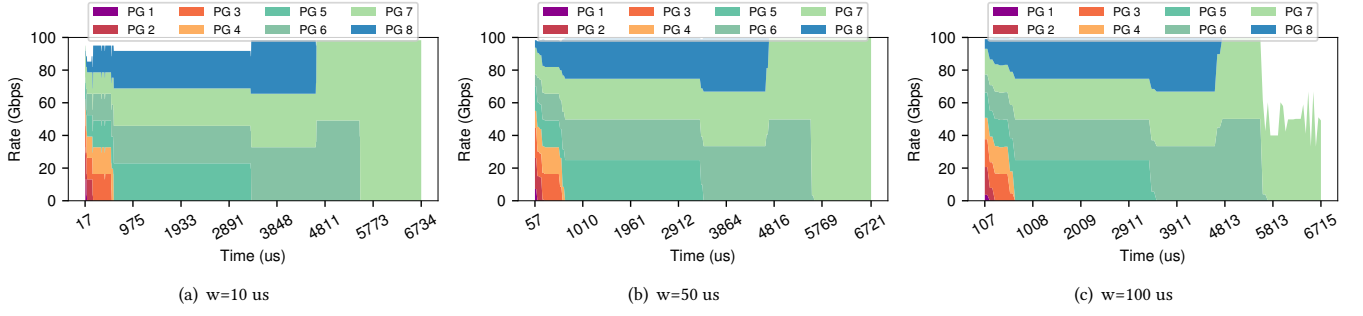 PG 1 PG 3 PG 5 PG 7
PG 2 PG 4 PG 6 PG 8
Rate (Gbps)
100
80
60
40
20
0
17 975 1933 2891 3848 4811 5773 6734
Time (us)
(a) w=10 us
PG 1 PG 3 PG 5 PG 7
PG 2 PG 4 PG 6 PG 8
Rate (Gbps)
100
80
60
40
20
0
57 1010 1961 2912 3864 4816 5769 6721
Time (us)
(b) w=50 us
PG 1 PG 3 PG 5 PG 7
PG 2 PG 4 PG 6 PG 8
Rate (Gbps)
100
80
60
40
20
0
107 1008 2009 2911 3911 4813 5813 6715
Time (us)
(c) w=100 us